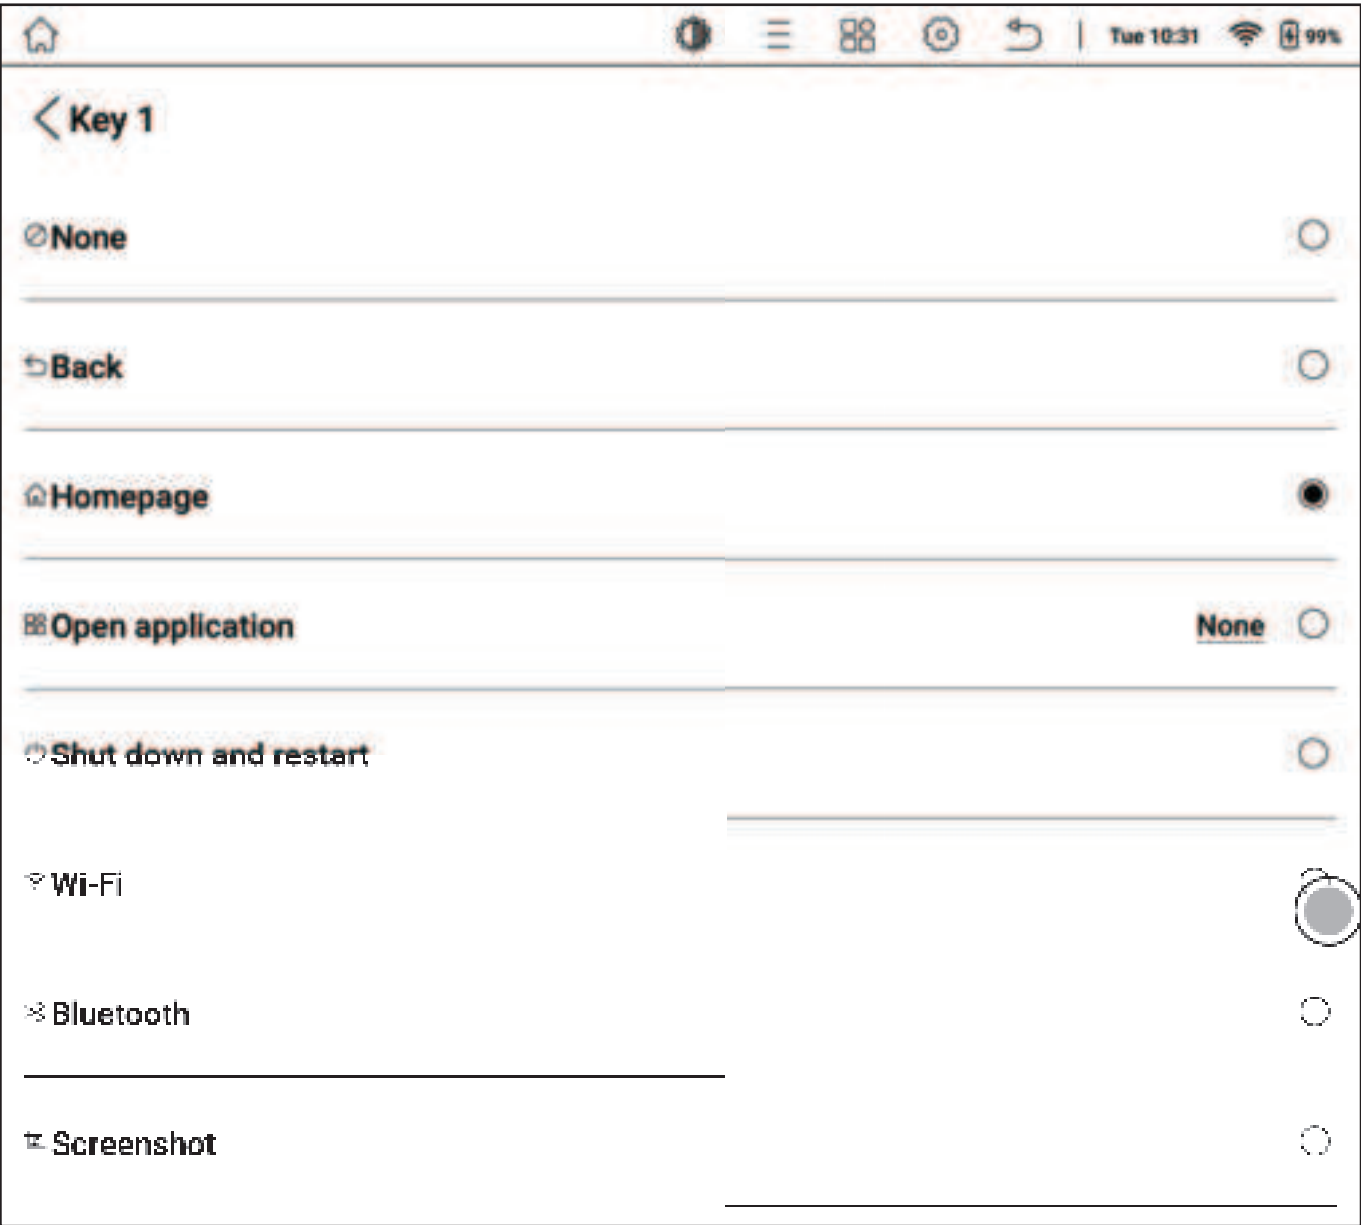 Tue 10:31 99%
Key 1
None
Back
Homepage
Open application None
Shut down and restart
Wi-Fi
Bluetooth
Screenshot